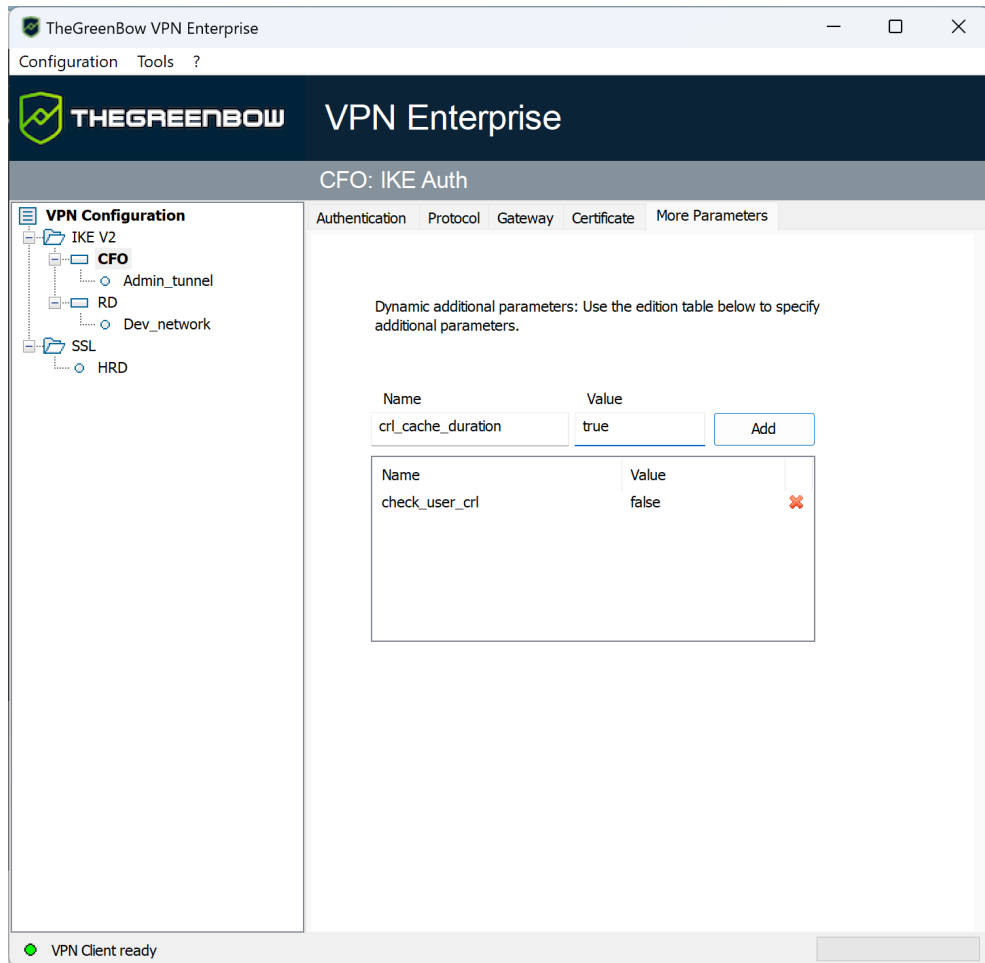 TheGreenBow VPN Enterprise
Configuration Tools ?
THEGREENBOW
VPN Enterprise
CFO: IKE Auth
VPN Configuration
IKE V2
CFO
Admin_tunnel
RD
Dev_network
SSL
HRD
Authentication Protocol Gateway Certificate More Parameters
Dynamic additional parameters: Use the edition table below to specify
additional parameters.
Name Value
crl_cache_duration true Add
Name Value
check_user_crl false
VPN Client ready